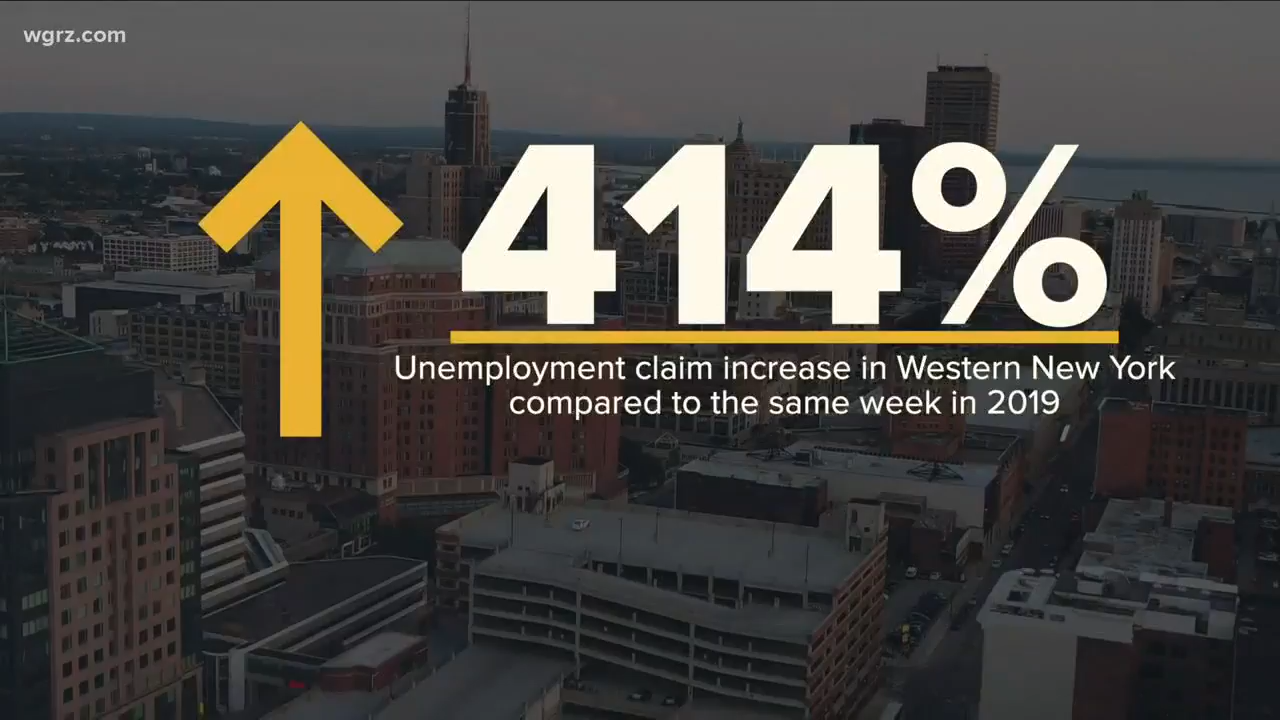 wgrz.com
414%
Unemployment claim increase in Western New York
compared to the same week in 2019